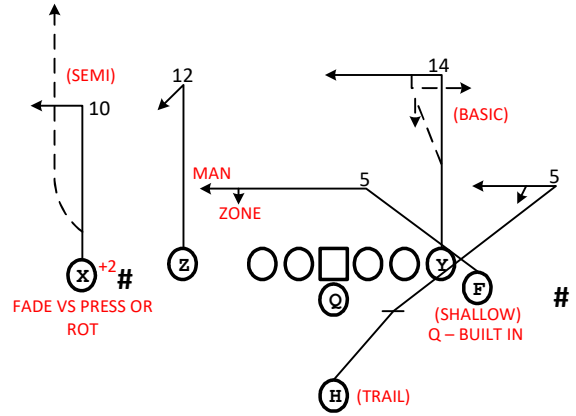 (SEMI)
10
12
14
(BASIC)
MAN
5
5
ZONE
X
+2
#
Z
Y
F
Q
#
FADE VS PRESS OR
ROT
(SHALLOW)
Q – BUILT IN
H
(TRAIL)